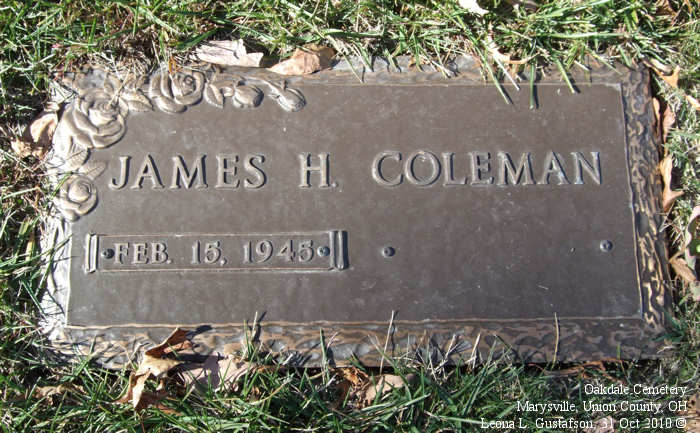 JAMES H. COLEMAN
FEB. 15, 1945
Oakdale Cemetery
Marysville, Union County, OH
Leona L. Gustafson, 31 Oct 2010 ©